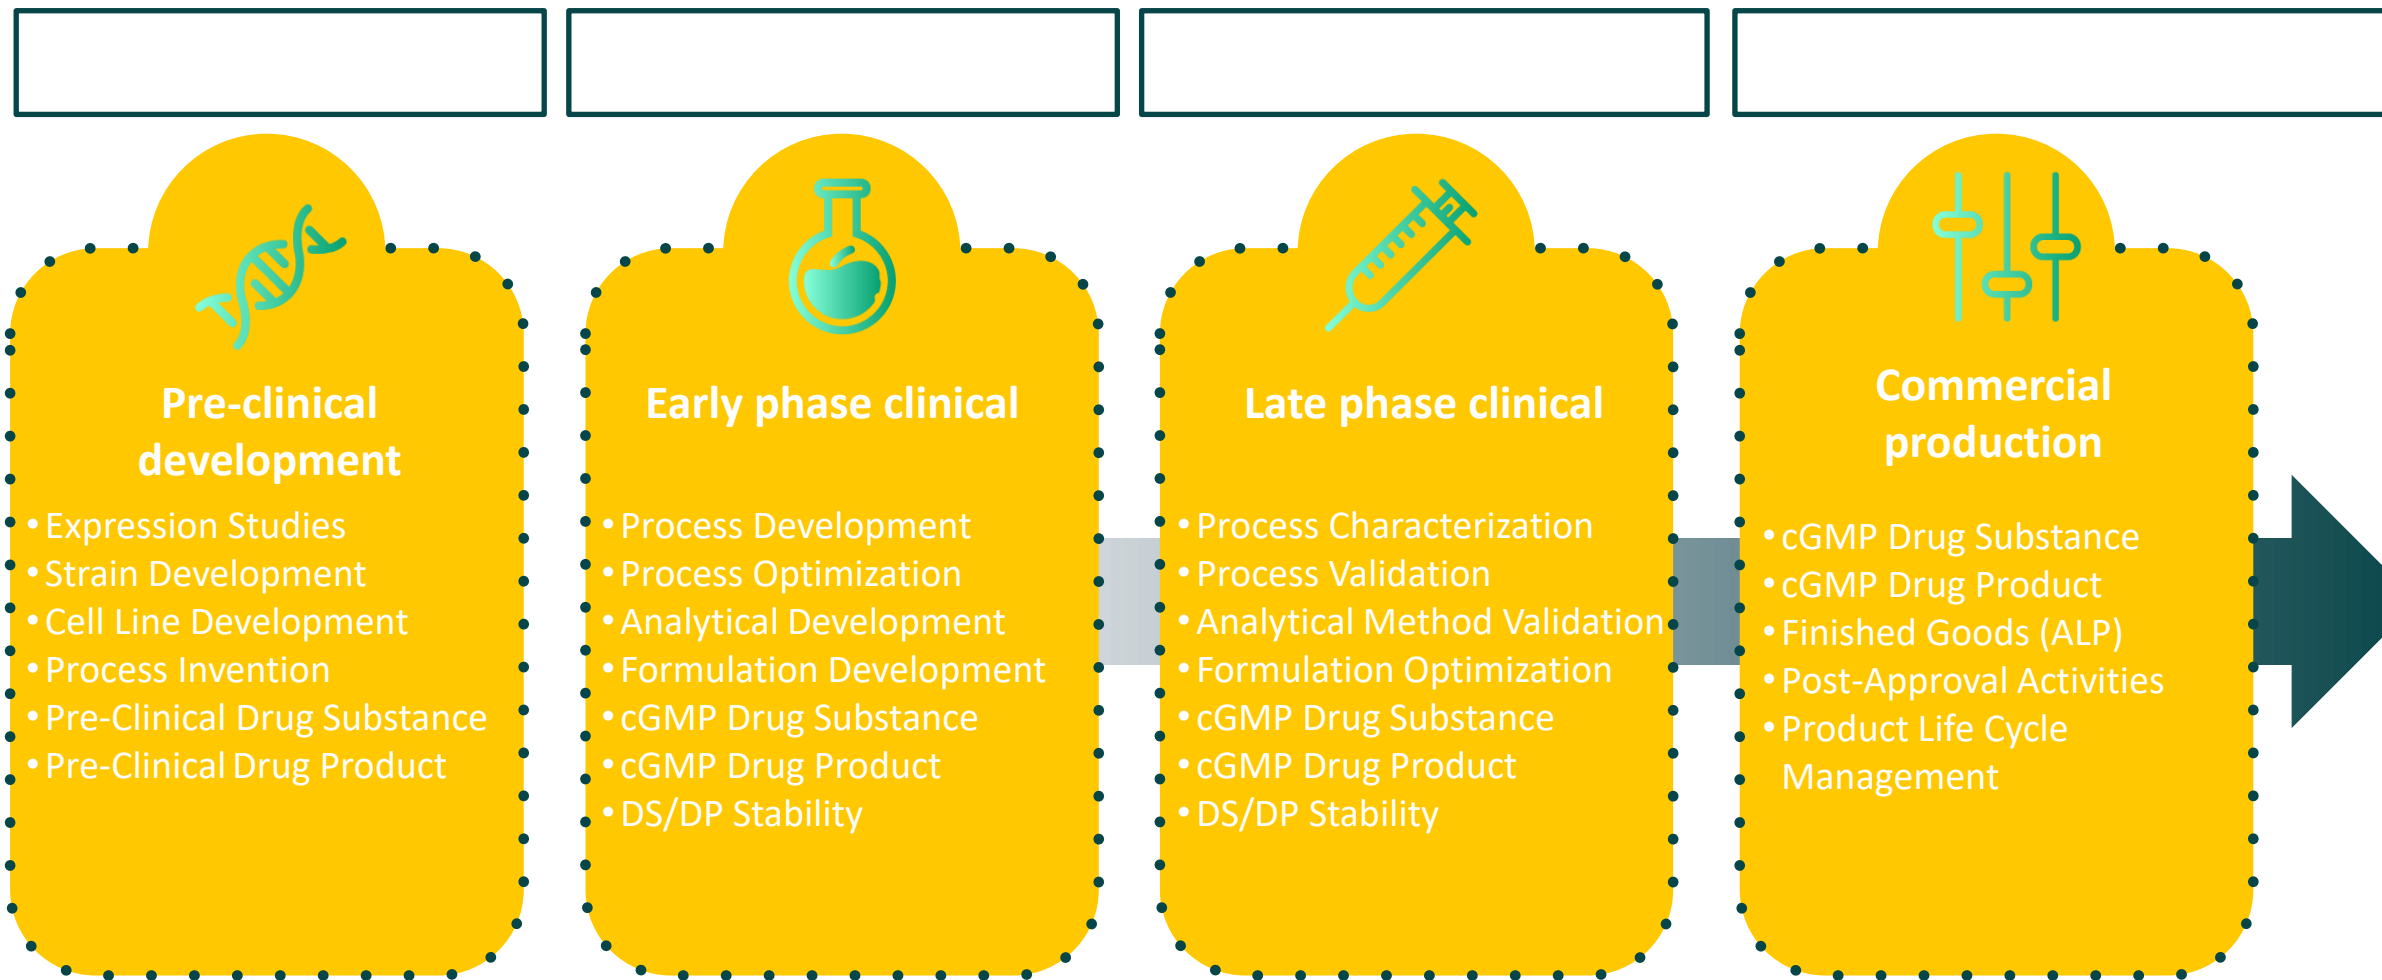 Pre-clinical
development
• Expression Studies
• Strain Development
• Cell Line Development
• Process Invention
• Pre-Clinical Drug Substance
• Pre-Clinical Drug Product
Early phase clinical
• Process Development
• Process Optimization
• Analytical Development
• Formulation Development
• cGMP Drug Substance
• cGMP Drug Product
• DS/DP Stability
Late phase clinical
• Process Characterization
• Process Validation
• Analytical Method Validation
• Formulation Optimization
• cGMP Drug Substance
• cGMP Drug Product
• DS/DP Stability
Commercial
production
• cGMP Drug Substance
• cGMP Drug Product
• Finished Goods (ALP)
• Post-Approval Activities
• Product Life Cycle
Management